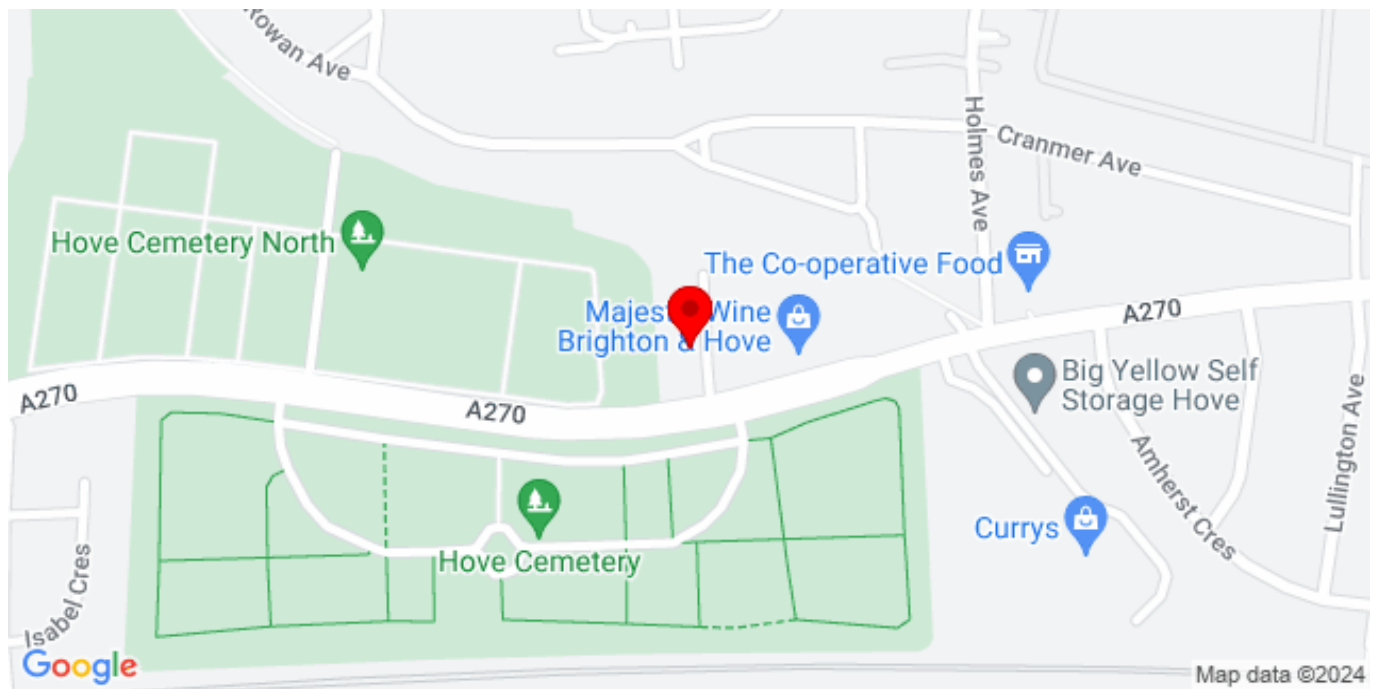 Rowan Ave
Holmes Ave
Cranmer Ave
Hove Cemetery North
The Co-operative Food
Wine
Brighton & Hove
A270
A270
A270
Big Yellow Self
Storage Hove
Lullington Ave
Amherst Cres
Currys
Hove Cemetery
Isabel Cres
Google
Map data ©2024